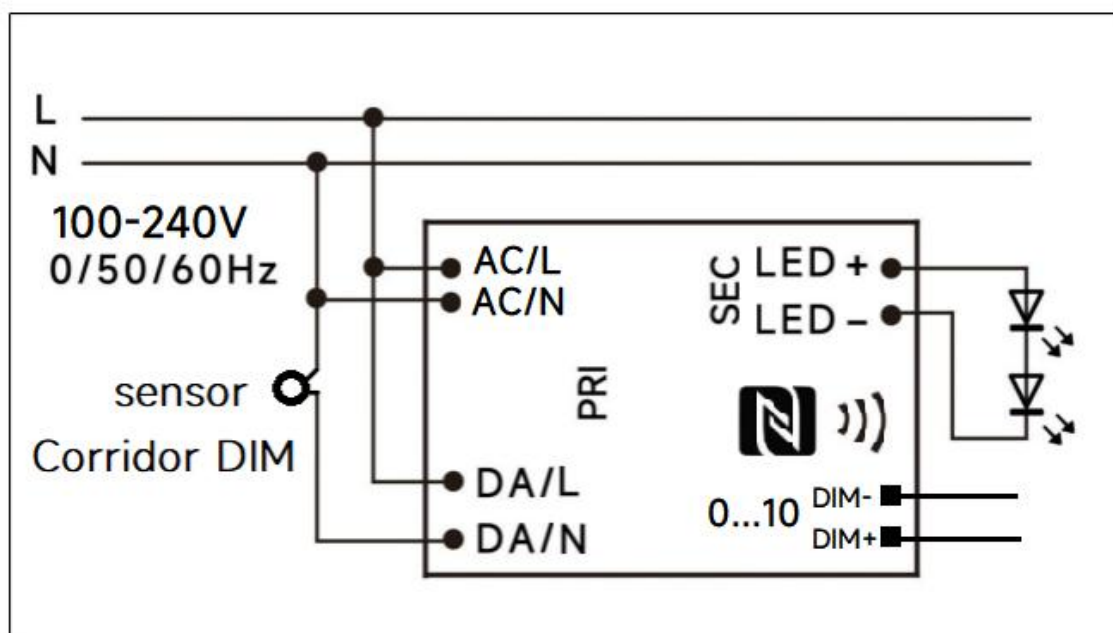 L
N
100-240V
0/50/60Hz
AC/L
AC/N
SEC
LED +
LED -
PRI
sensor
Corridor DIM
DA/L
DA/N
0...10
DIM-
DIM+